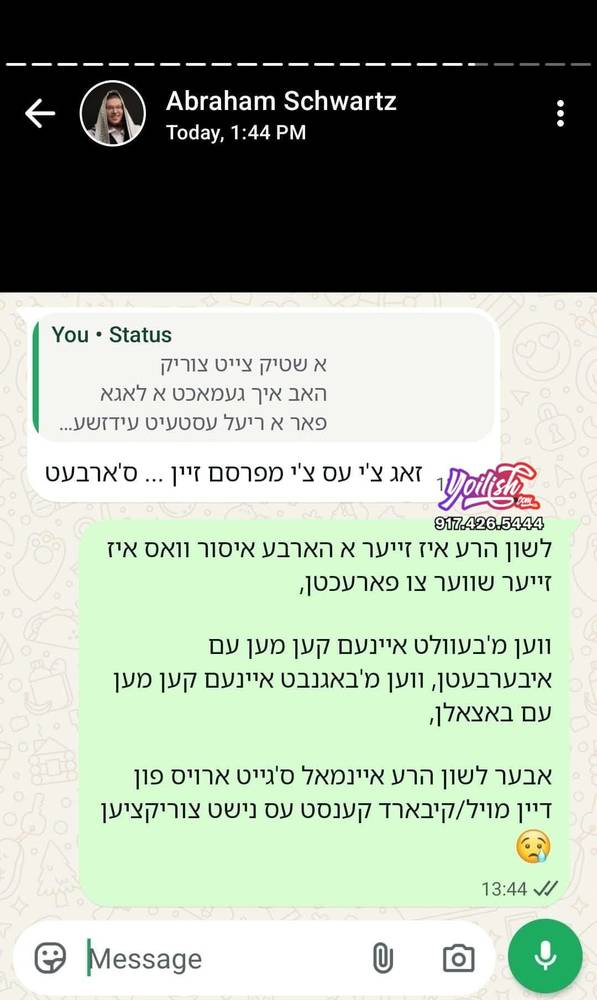 Abraham Schwartz
Today, 1:44 PM
You • Status
א שטיק צייט צוריק
האב איך געמאכט א לאגא
פאר א ריעל עסטעיט עידזשע...
זאג צ'י עס צ'י מפרסם זיין ... ס'ארבעט
Yoilish
.com
917.426.5444
לשון הרע איז זייער א הארבע איסור וואס איז
זייער שווער צו פארעכטן,
ווען מ'בעוולט איינעם קען מען עם
איבערבעטן, ווען מ'באגנבט איינעם קען מען
עם באצאלן,
אבער לשון הרע איינמאל ס'גייט ארויס פון
דיין מויל/קיבארד קענסט עס נישט צוריקציען
😢
13:44
Message